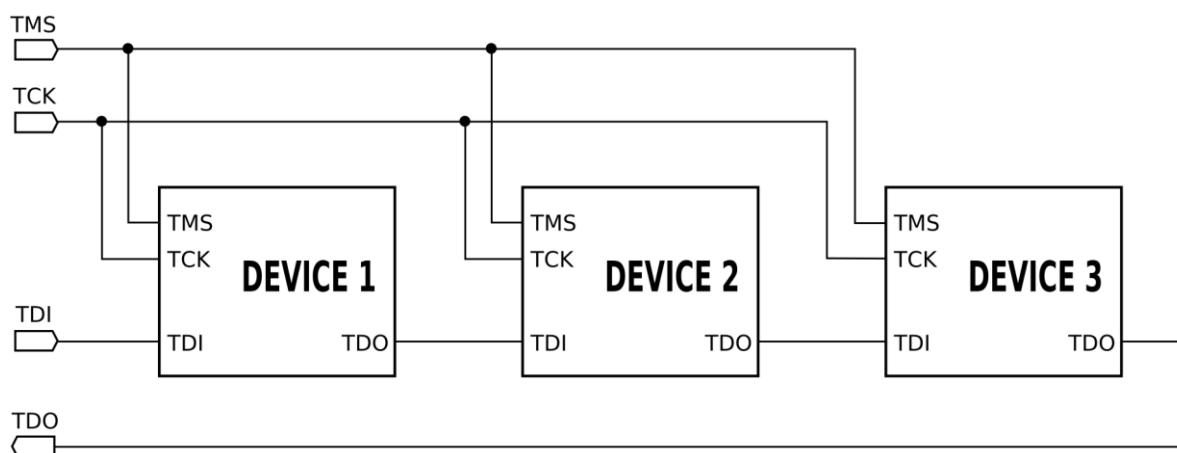 TMS
TCK
TMS TMS TMS
TCK TCK TCK
DEVICE 1 DEVICE 2 DEVICE 3
TDI
TDI TDO TDI TDO TDI TDO
TDO